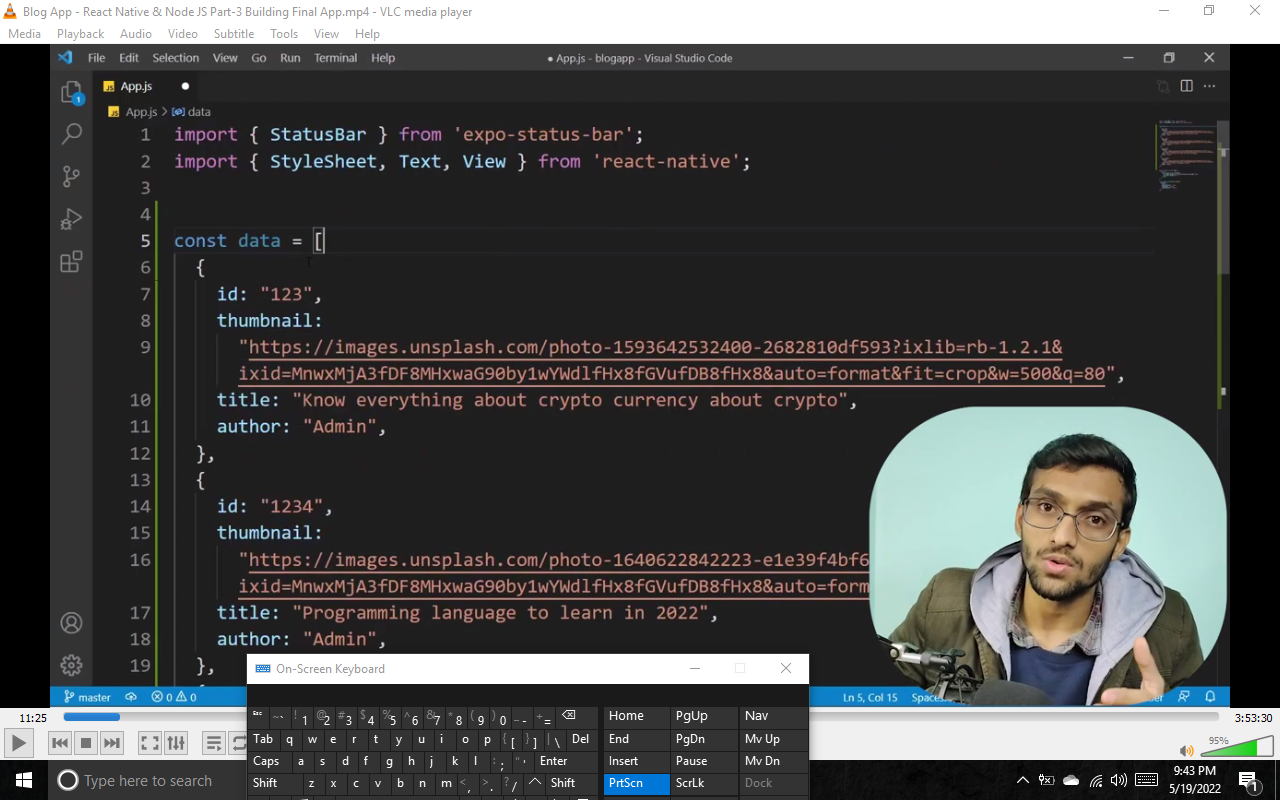 Blog App - React Native & Node JS Part-3 Building Final App.mp4 - VLC media player
Media Playback Audio Video Subtitle Tools View Help
File Edit Selection View Go Run Terminal Help
● App.js - blogapp - Visual Studio Code
1
JS App.js ●
JS App.js > data
1 import { StatusBar } from 'expo-status-bar';
2 import { StyleSheet, Text, View } from 'react-native';
3
4
5 const data = [
6 {
7 id: "123",
8 thumbnail:
9 "https://images.unsplash.com/photo-1593642532400-2682810df593?ixlib=rb-1.2.1&
ixid=MnwxMjA3fDF8MHxwaG90by1wYWdlfHx8fGVufDB8fHx8&auto=format&fit=crop&w=500&q=80",
10 title: "Know everything about crypto currency about crypto",
11 author: "Admin",
12 },
13 {
14 id: "1234",
15 thumbnail:
16 "https://images.unsplash.com/photo-1640622842223-e1e39f4bf6
ixid=MnwxMjA3fDF8MHxwaG90by1wYWdlfHx8fGVufDB8fHx8&auto=form
17 title: "Programming language to learn in 2022",
18 author: "Admin",
19 },
On-Screen Keyboard
master 0 0
Ln 5, Col 15 Spaces
Esc ~ ` ! 1 @ 2 # 3 $ 4 % 5 ^ 6 & 7 * 8 ( 9 ) 0 _ - + = Home PgUp Nav
11:25
3:53:30
Tab q w e r t y u i o p { [ } ] | \ Del End PgDn Mv Up
95%
Caps a s d f g h j k l : ; " ' Enter Insert Pause Mv Dn
Shift z x c v b n m < , > . ? / ^ Shift PrtScn ScrLk Dock
Type here to search
9:43 PM
5/19/2022
1